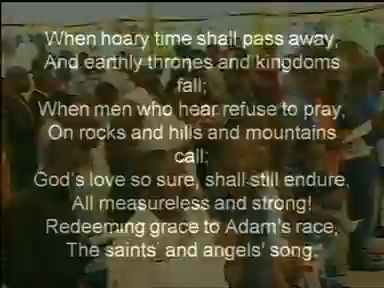 When hoary time shall pass away,
And earthly thrones and kingdoms
fall;
When men who hear refuse to pray,
On rocks and hills and mountains
call;
God's love so sure, shall still endure,
All measureless and strong!
Redeeming grace to Adam's race,
The saints' and angels' song.